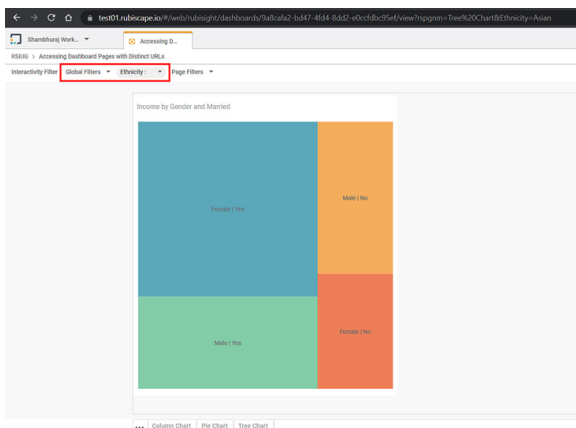 test01.rubiscape.io/#/web/rubisight/dashboards/9a8cafa2-bd47-4fd4-8dd2-e0ccfdbc95ef/view?rspgnm=Tree%20Chart&Ethnicity=Asian
Shambhuraj Work... Accessing D...
RSIUG > Accessing Dashboard Pages with Distinct URLs
Interactivity Filter Global Filters Ethnicity : Page Filters
Income by Gender and Married
Male | No
Female | Yes
Female | No
Male | Yes
... Column Chart Pie Chart Tree Chart